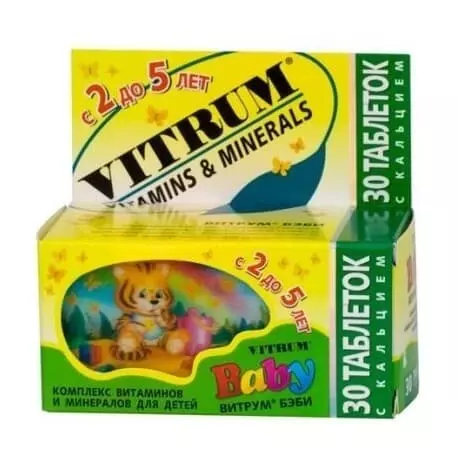 с 2 до 5 лет
VITRUM®
VITAMINS & MINERALS
30 ТАБЛЕТОК
С КАЛЬЦИЕМ
с 2 до 5 лет
VITRUM®
Baby
ВИТРУМ® БЭБИ
КОМПЛЕКС ВИТАМИНОВ
И МИНЕРАЛОВ ДЛЯ ДЕТЕЙ
30 ТАБЛЕТОК
С КАЛЬЦИЕМ